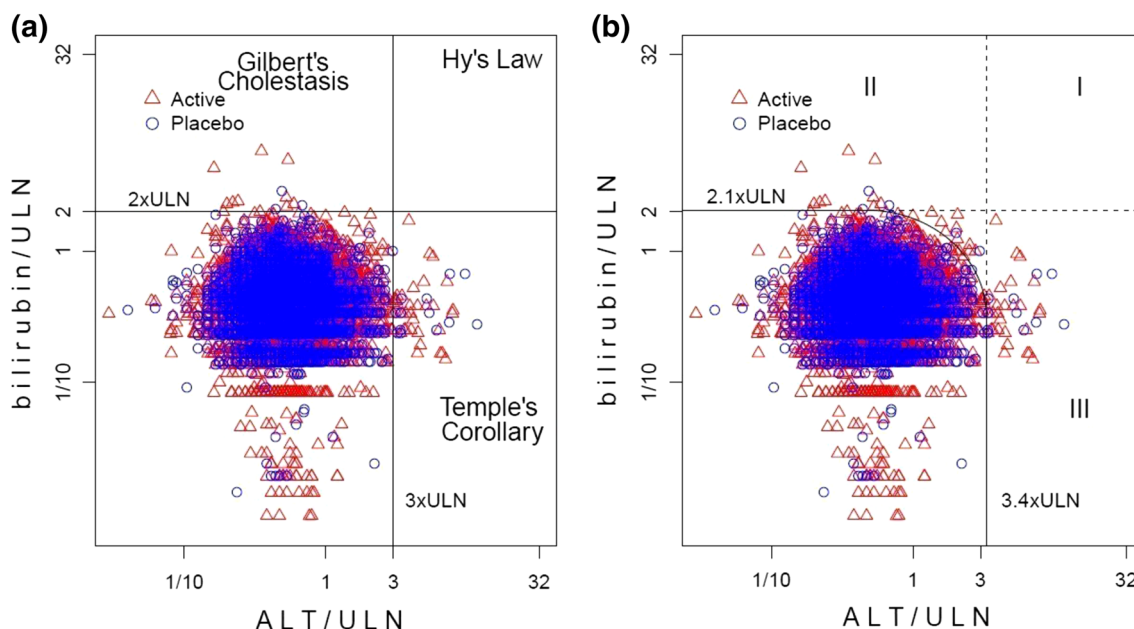 (a)
32
Gilbert's
Cholestasis
Hy's Law
Active
Placebo
2xULN
2
1
1/10
bilirubin/ULN
Temple's
Corollary
3xULN
1/10
1
3
32
ALT/ULN
(b)
32
II
I
Active
Placebo
2.1xULN
2
1
1/10
bilirubin/ULN
III
3.4xULN
1/10
1
3
32
ALT/ULN